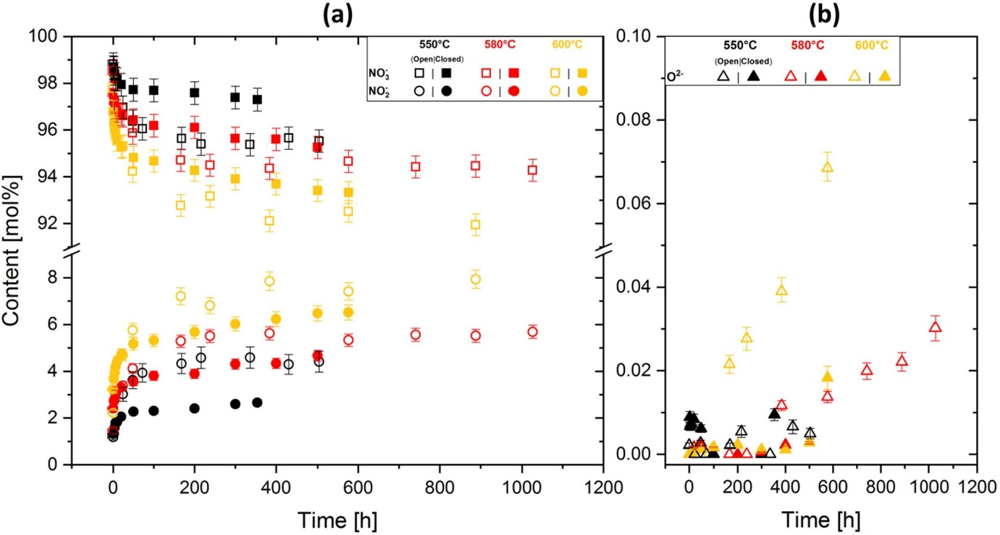 (a)
(b)
100
98
96
94
92
8
6
4
2
0
Content [mol%]
550°C 580°C 600°C
(Open|Closed)
NO₃⁻ | | |
NO₂⁻ | | |
0 200 400 600 800 1000 1200
Time [h]
0.10
0.08
0.06
0.04
0.02
0.00
550°C 580°C 600°C
(Open|Closed)
O²⁻ | | |
0 200 400 600 800 1000 1200
Time [h]